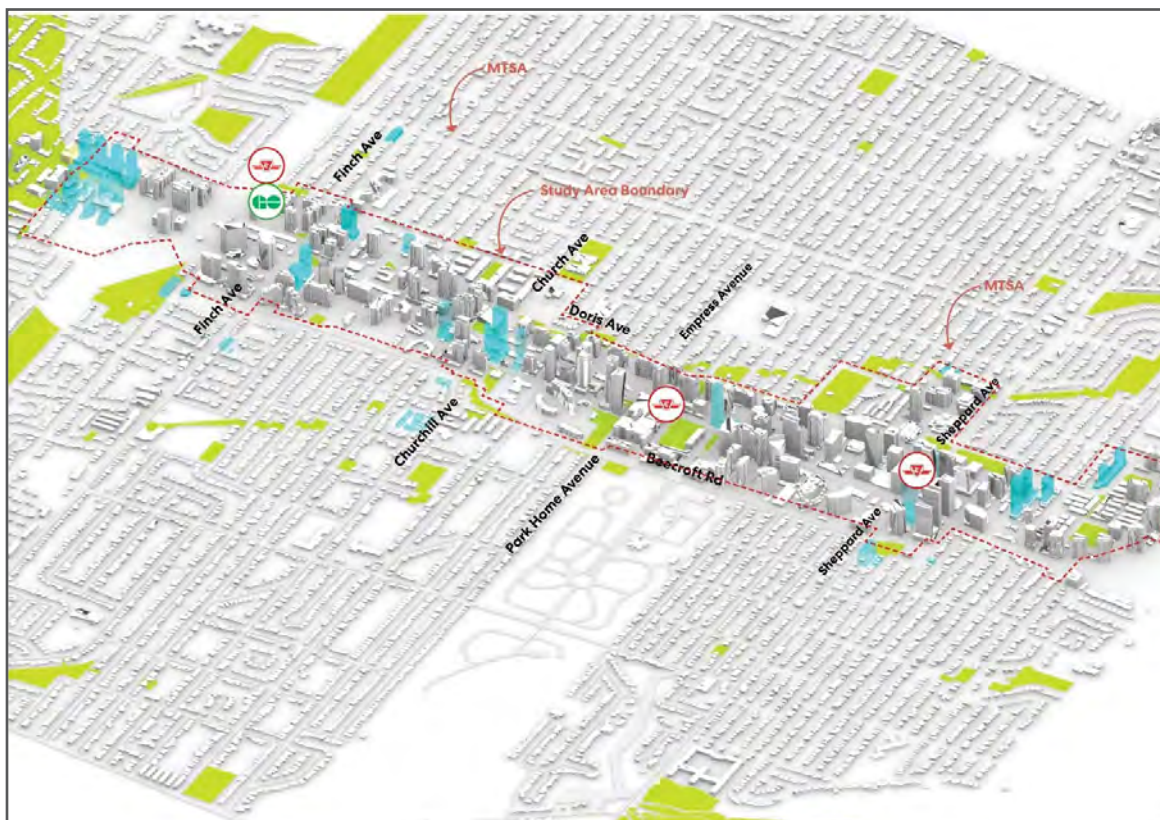 MTSA
Finch Ave
Study Area Boundary
Church Ave
Doris Ave
Empress Avenue
MTSA
Finch Ave
Sheppard Ave
Churchill Ave
Beecroft Rd
Park Home Avenue
Sheppard Ave